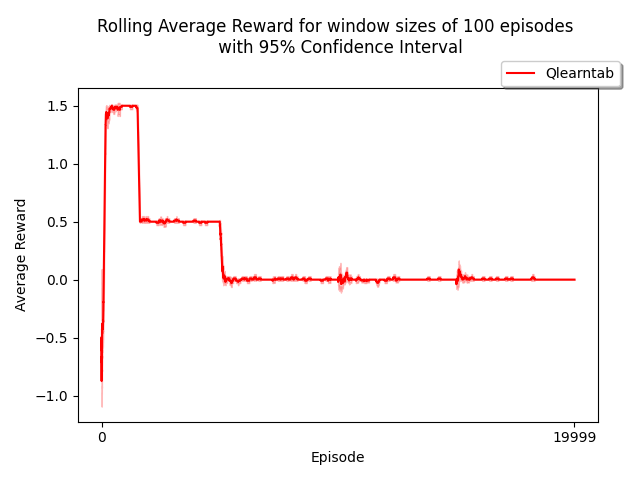 Rolling Average Reward for window sizes of 100 episodes
with 95% Confidence Interval
Qlearntab
1.5
1.0
0.5
0.0
−0.5
−1.0
Average Reward
0
19999
Episode